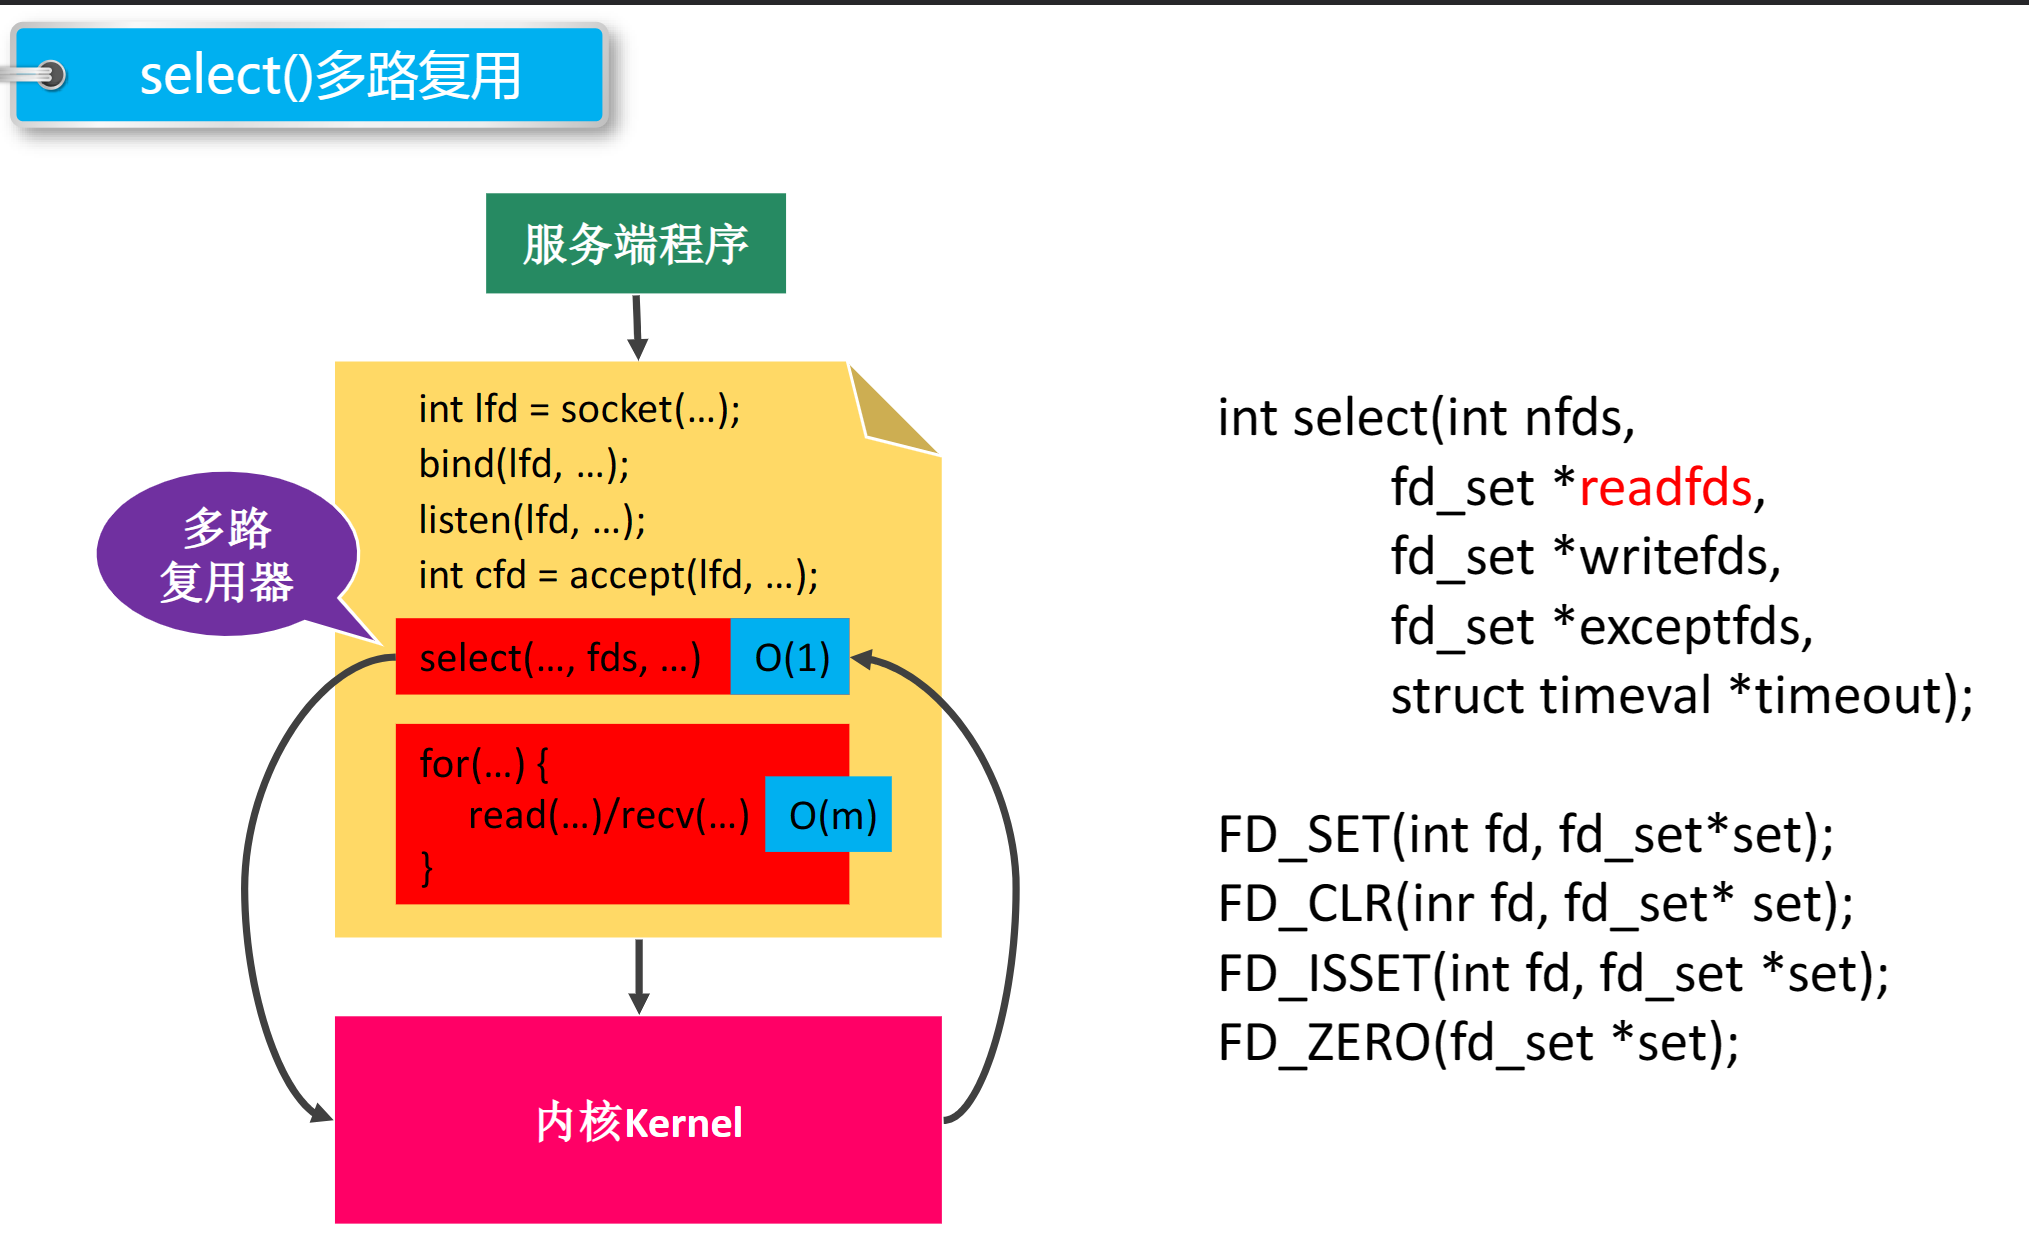 select()多路复用
服务端程序
int lfd = socket(...);
bind(lfd, ...);
listen(lfd, ...);
int cfd = accept(lfd, ...);
多路
复用器
select(..., fds, ...) O(1)
for(...) {
read(...)/recv(...) O(m)
}
内核Kernel
int select(int nfds,
fd_set *readfds,
fd_set *writefds,
fd_set *exceptfds,
struct timeval *timeout);
FD_SET(int fd, fd_set*set);
FD_CLR(inr fd, fd_set* set);
FD_ISSET(int fd, fd_set *set);
FD_ZERO(fd_set *set);